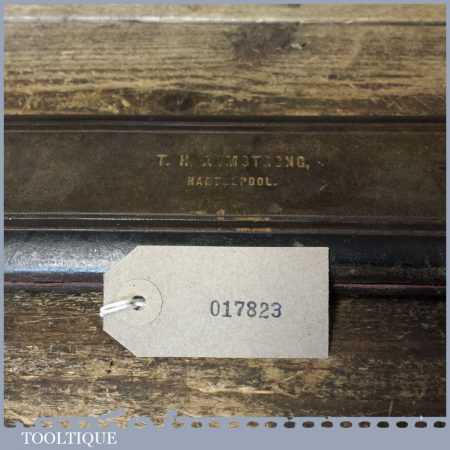 T. H. ARMSTRONG,
HARTLEPOOL.
017823
TOOLTIQUE